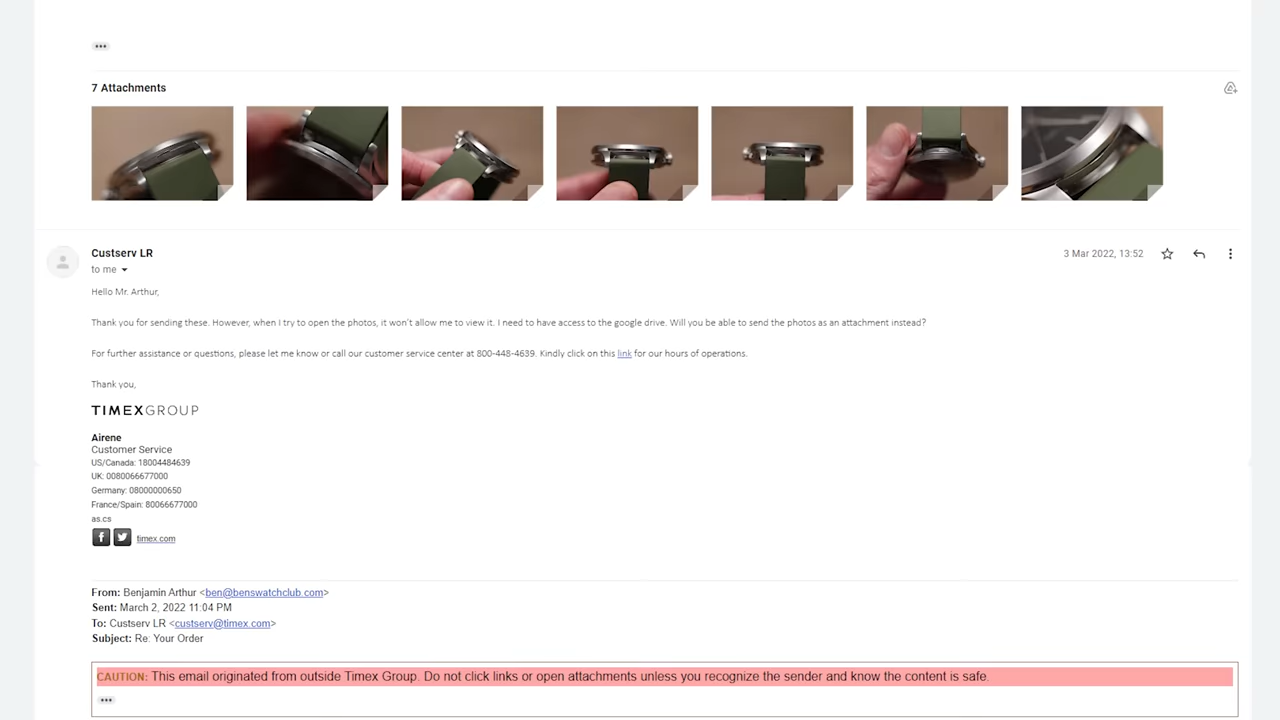 7 Attachments
Custserv LR
3 Mar 2022, 13:52
to me
Hello Mr. Arthur,
Thank you for sending these. However, when I try to open the photos, it won't allow me to view it. I need to have access to the google drive. Will you be able to send the photos as an attachment instead?
For further assistance or questions, please let me know or call our customer service center at 800-448-4639. Kindly click on this link for our hours of operations.
Thank you,
TIMEXGROUP
Airene
Customer Service
US/Canada: 18004484639
UK: 0080066677000
Germany: 08000000650
France/Spain: 80066677000
as.cs
timex.com
From: Benjamin Arthur <ben@benswatchclub.com>
Sent: March 2, 2022 11:04 PM
To: Custserv LR <custserv@timex.com>
Subject: Re: Your Order
CAUTION: This email originated from outside Timex Group. Do not click links or open attachments unless you recognize the sender and know the content is safe.